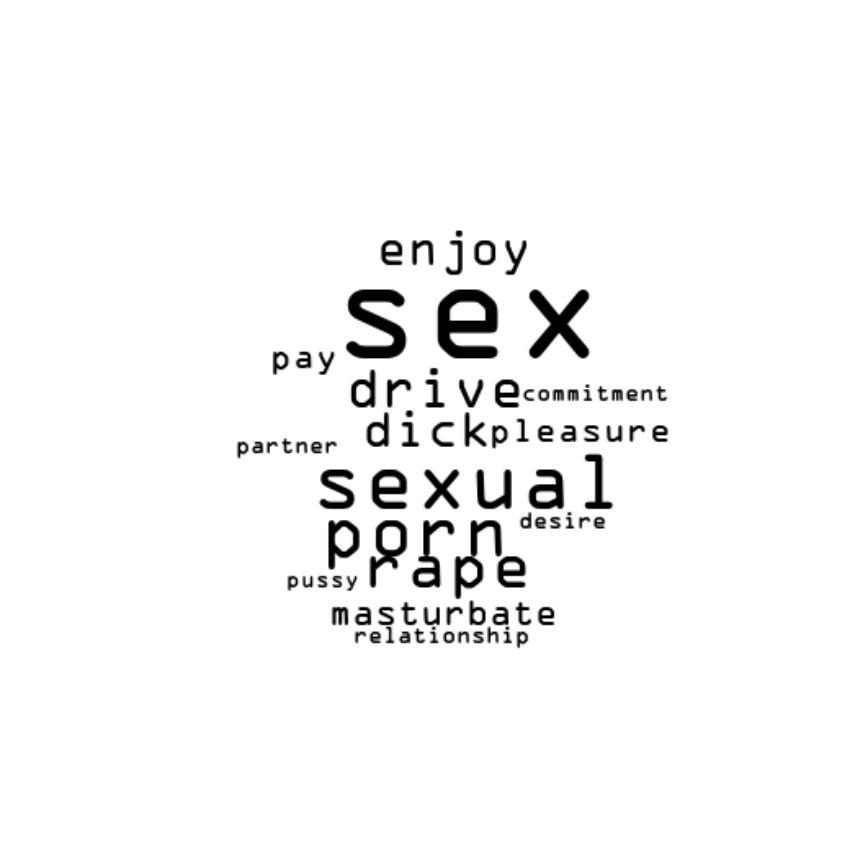 enjoy
sex
pay
drive commitment
dick pleasure
partner
sexual
desire
porn
rape
pussy
masturbate
relationship